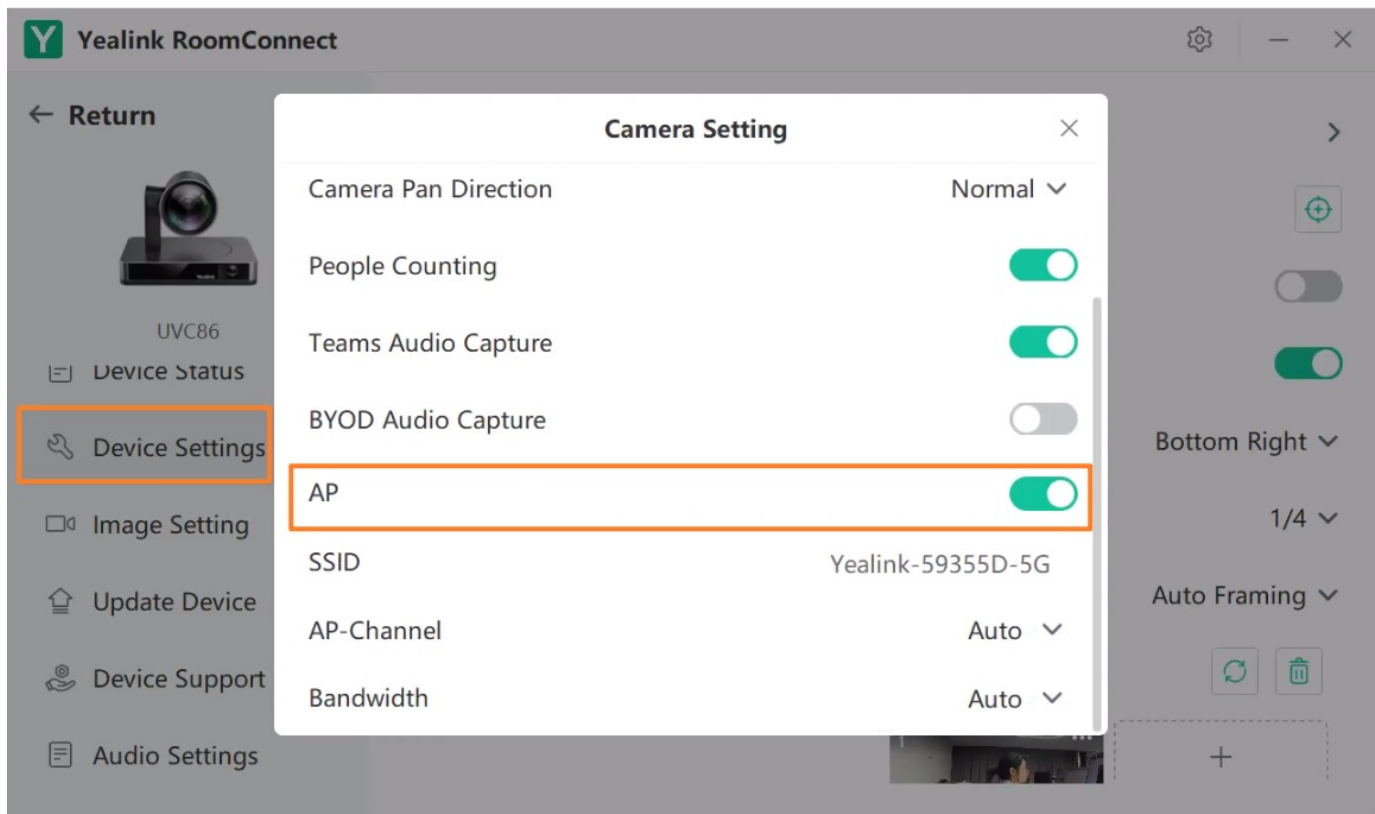 Yealink RoomConnect
Return
UVC86
Device Status
Device Settings
Image Setting
Update Device
Device Support
Audio Settings
Camera Setting
Camera Pan Direction Normal
People Counting
Teams Audio Capture
BYOD Audio Capture
AP
SSID Yealink-59355D-5G
AP-Channel Auto
Bandwidth Auto
Bottom Right
1/4
Auto Framing
1